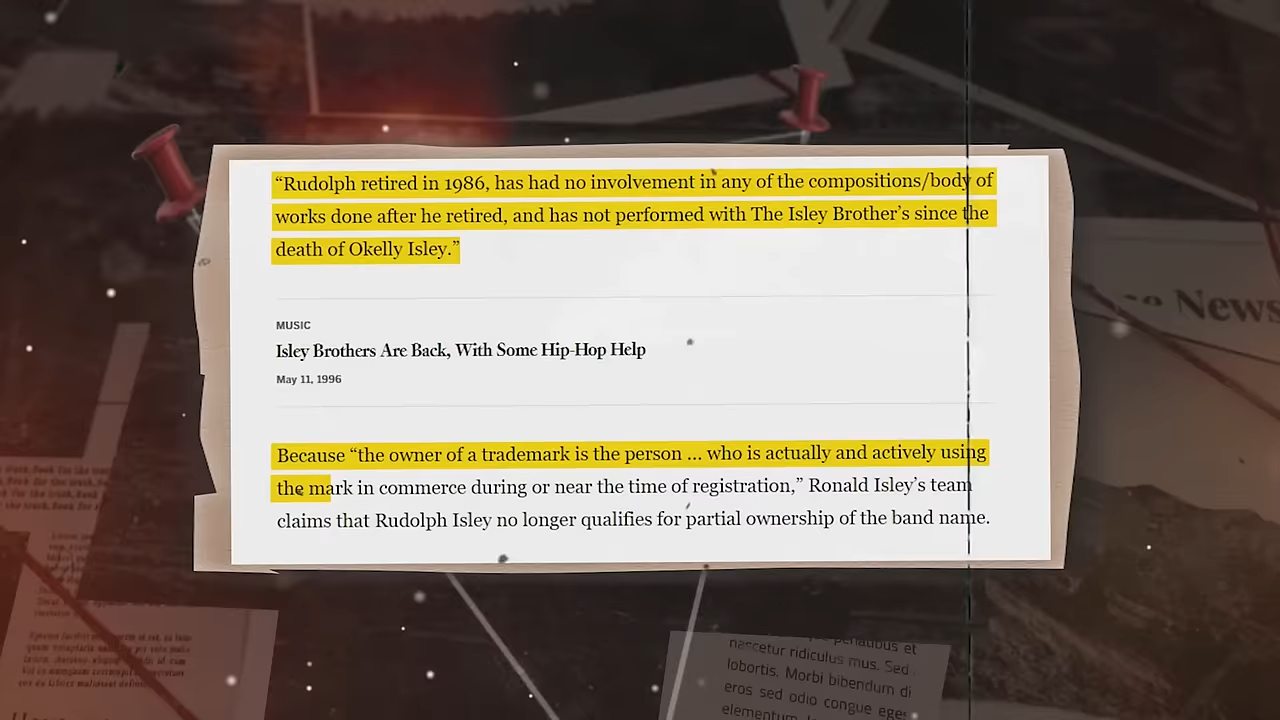 “Rudolph retired in 1986, has had no involvement in any of the compositions/body of
works done after he retired, and has not performed with The Isley Brother’s since the
death of Okelly Isley.”
MUSIC
Isley Brothers Are Back, With Some Hip-Hop Help
May 11, 1996
Because “the owner of a trademark is the person ... who is actually and actively using
the mark in commerce during or near the time of registration,” Ronald Isley’s team
claims that Rudolph Isley no longer qualifies for partial ownership of the band name.
News
nascetur ridiculus mus. Sed
lobortis. Morbi bibendum di
eros sed odio congue